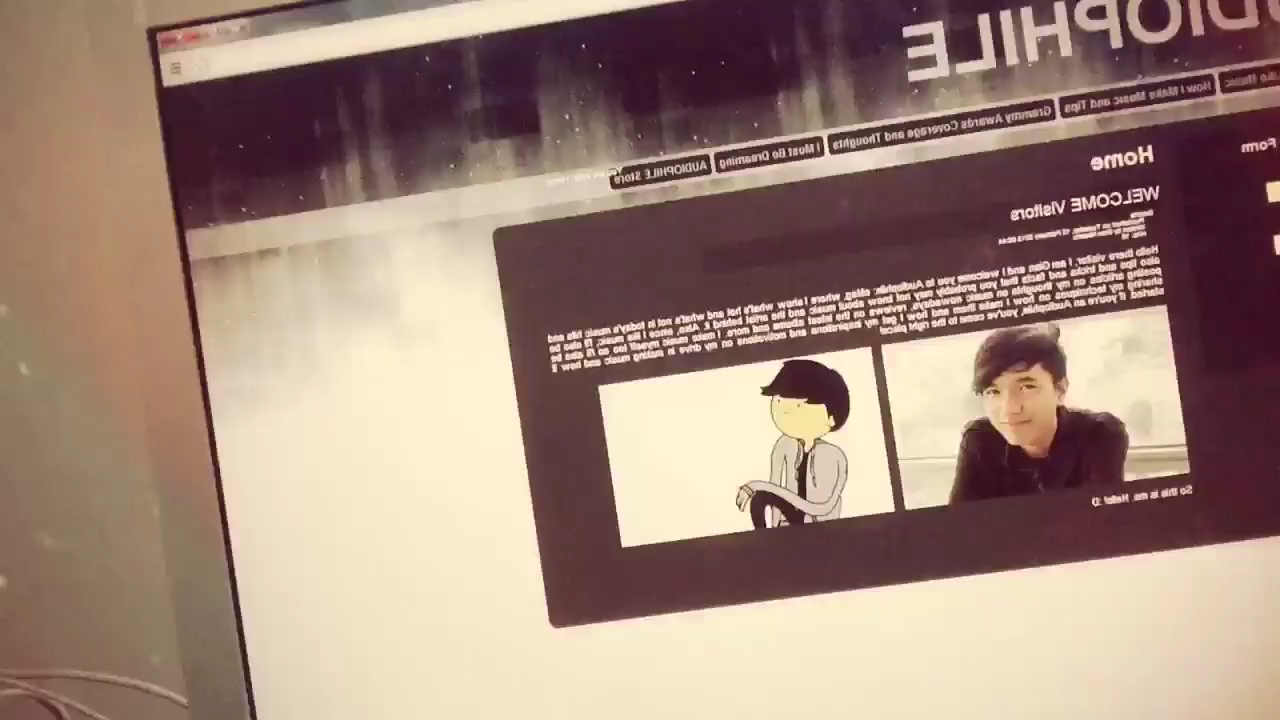 DIOPHILE
Music
How I Make Music and Tips
Grammy Awards Coverage and Thoughts
I Must Be Dreaming
AUDIOPHILE Store
Form
Home
WELCOME Visitors
Hello there visitor, I am Gian and I welcome you to Audiophile: eMag, where I show what's hot and what's not in today's music hits and
also tips and tricks and facts that you probably may not know about music and the artist behind it. Also, since I like music, I'll also be
posting articles on my thoughts on music nowadays, reviews on the latest albums and more. I make music myself too so I'll also be
sharing my techniques on how I make them and how I get my inspirations and motivations on my drive in making music and how it
started. If you're an Audiophile, you've come to the right place!
So this is me. Hello! :D